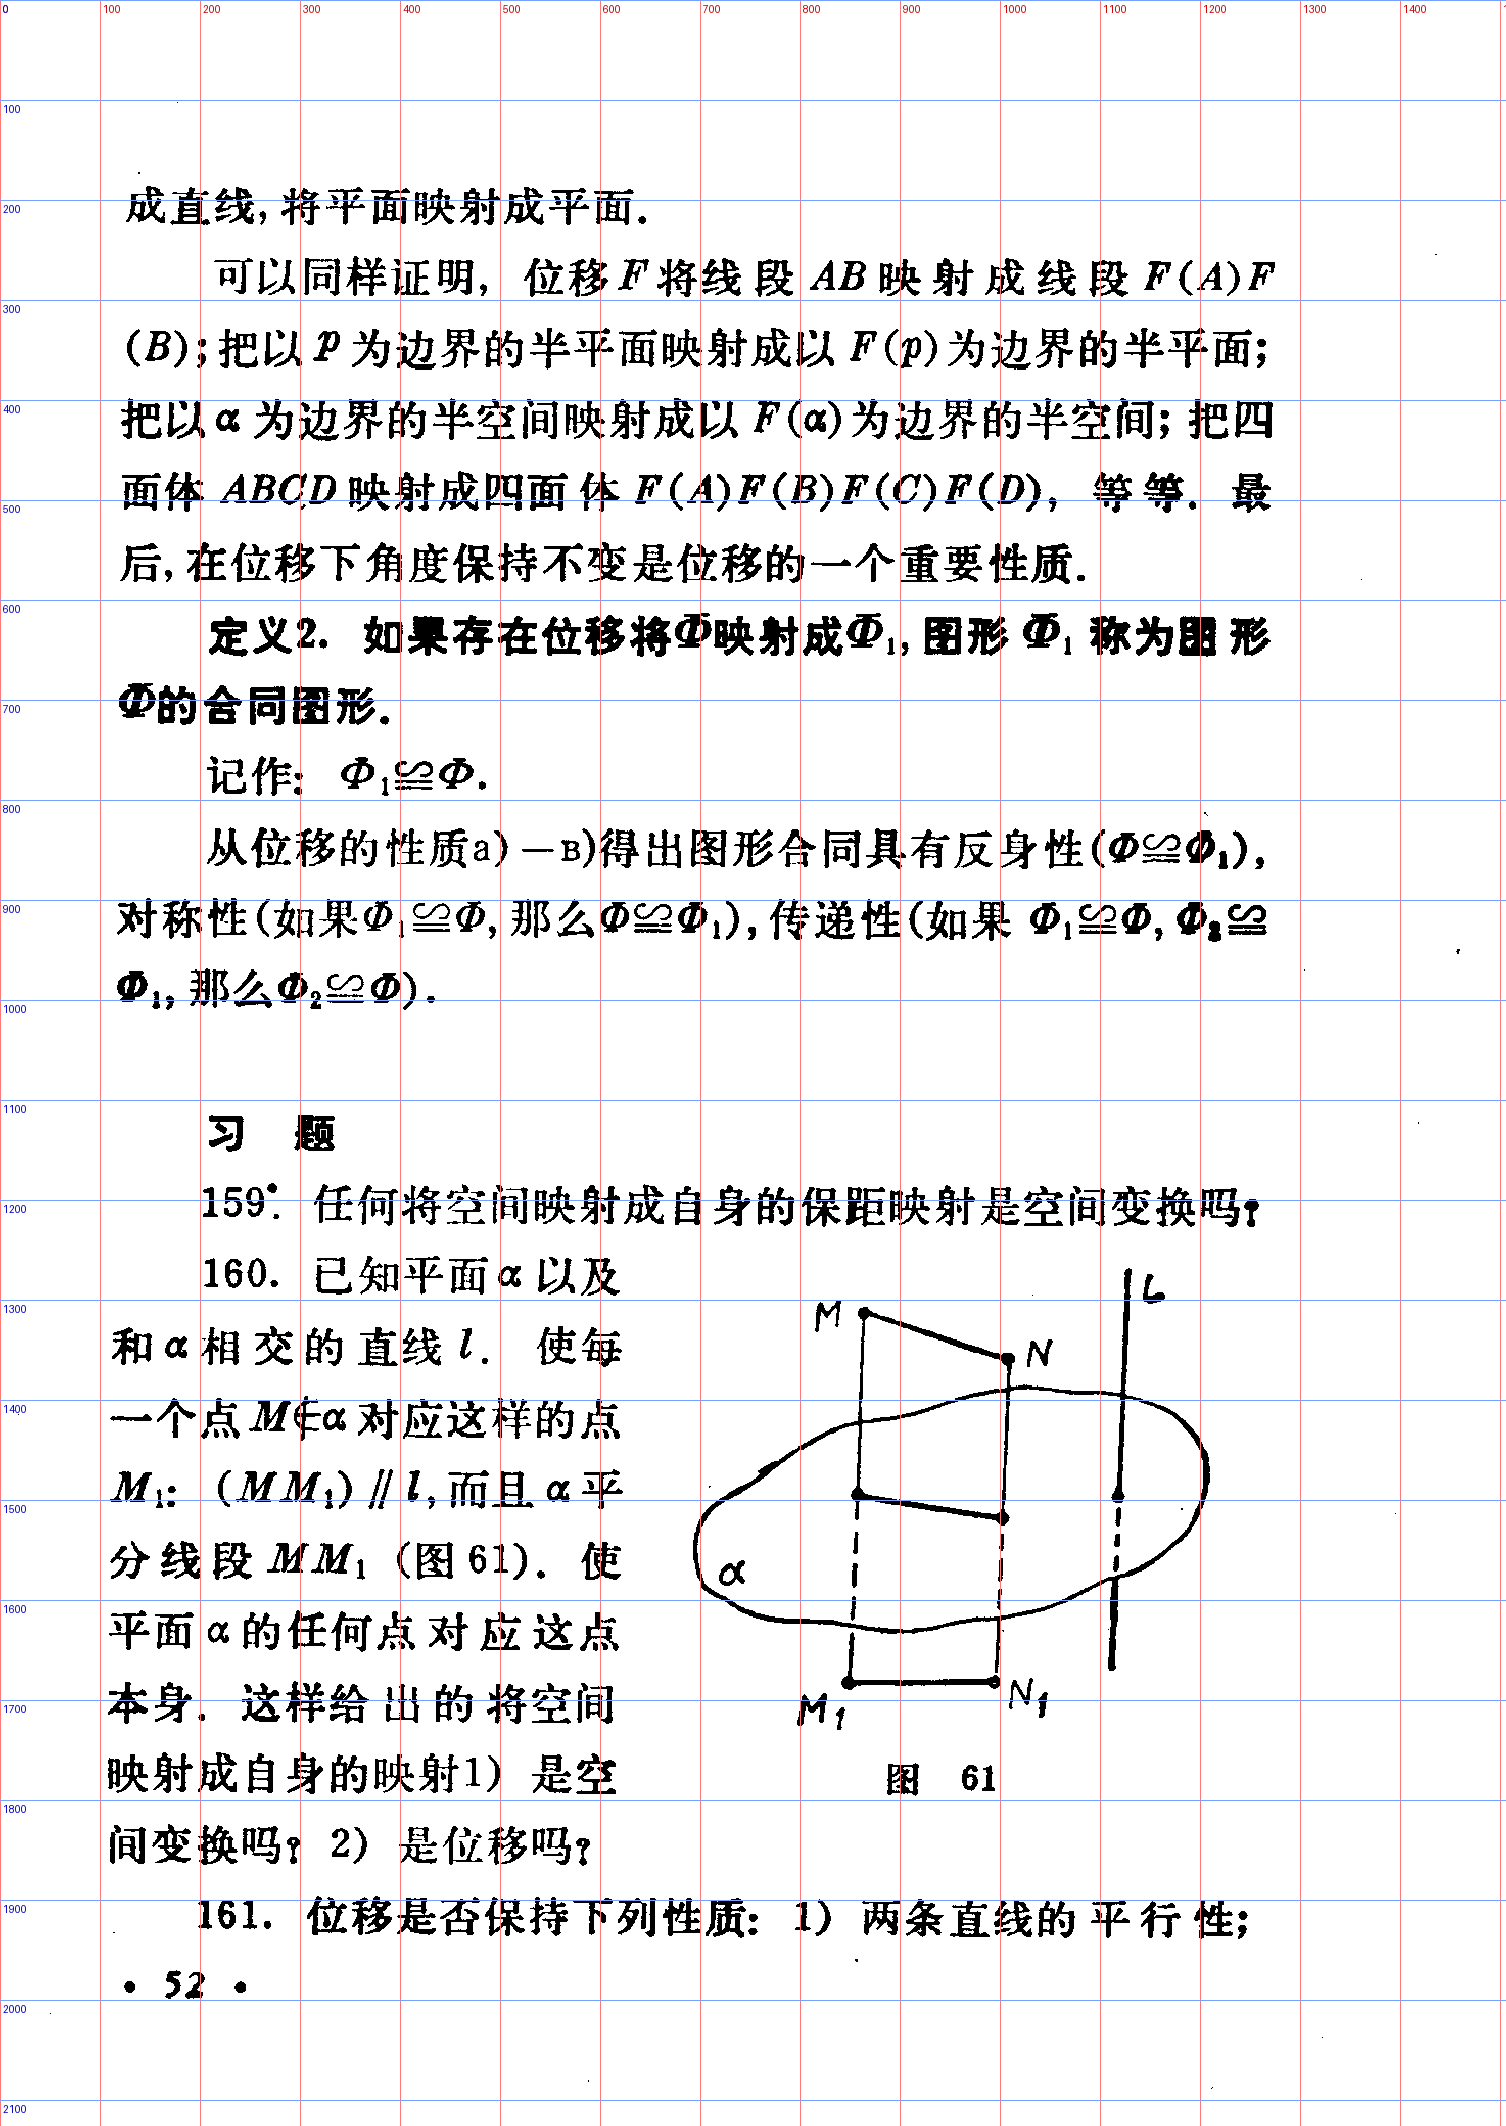 成直线,将平面映射成平面.
可以同样证明, 位移F将线段AB映射成线段F(A)F
(B);把以p为边界的半平面映射成以F(p)为边界的半平面;
把以α为边界的半空间映射成以F(α)为边界的半空间;把四
面体ABCD映射成四面体F(A)F(B)F(C)F(D), 等等. 最
后,在位移下角度保持不变是位移的一个重要性质.
定义2. 如果存在位移将Φ映射成Φ₁,图形Φ₁称为图形
Φ的合同图形.
记作: Φ₁≌Φ.
从位移的性质a)—в)得出图形合同具有反身性(Φ≌Φ₁),
对称性(如果Φ₁≌Φ,那么Φ≌Φ₁),传递性(如果Φ₁≌Φ,Φ₂≌
Φ₁,那么Φ₂≌Φ).
习 题
159°. 任何将空间映射成自身的保距映射是空间变换吗?
160. 已知平面α以及
和α相交的直线l. 使每
一个点M∉α对应这样的点
M₁: (MM₁)∥l,而且α平
分线段MM₁ (图61). 使
平面α的任何点对应这点
本身. 这样给出的将空间
映射成自身的映射1) 是空
间变换吗? 2) 是位移吗?
M
N
L
α
M₁
N₁
图 61
161. 位移是否保持下列性质: 1) 两条直线的平行性;
• 52 •